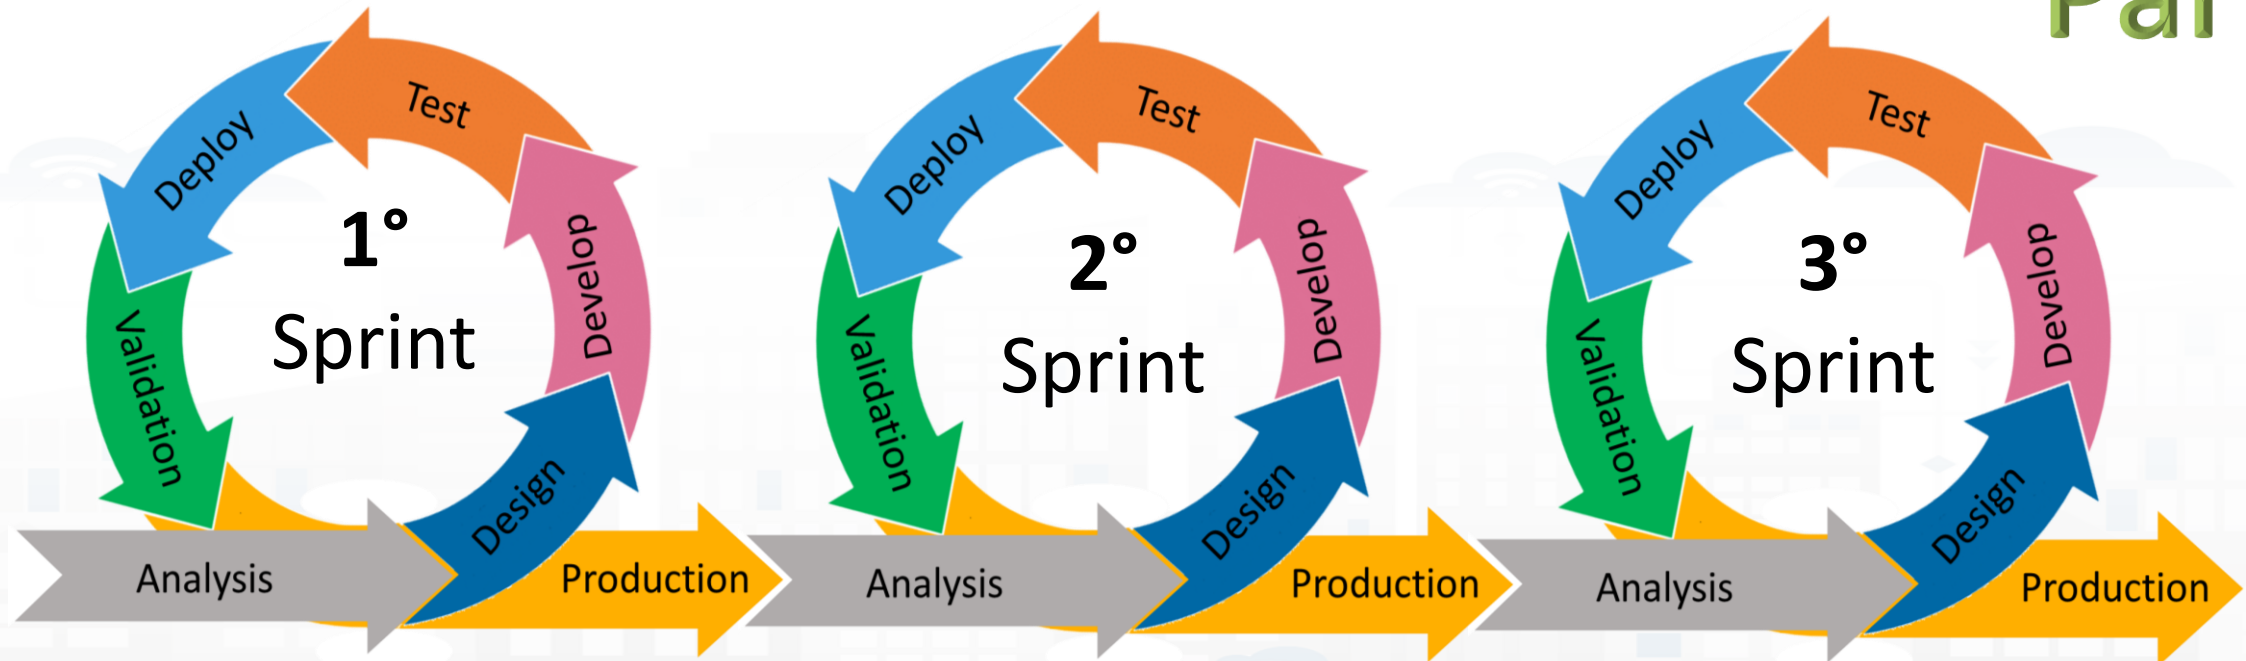 Pai
Test
Deploy
1°
Sprint
Develop
Validation
Design
Analysis
Production
Test
Deploy
2°
Sprint
Develop
Validation
Design
Analysis
Production
Test
Deploy
3°
Sprint
Develop
Validation
Design
Analysis
Production